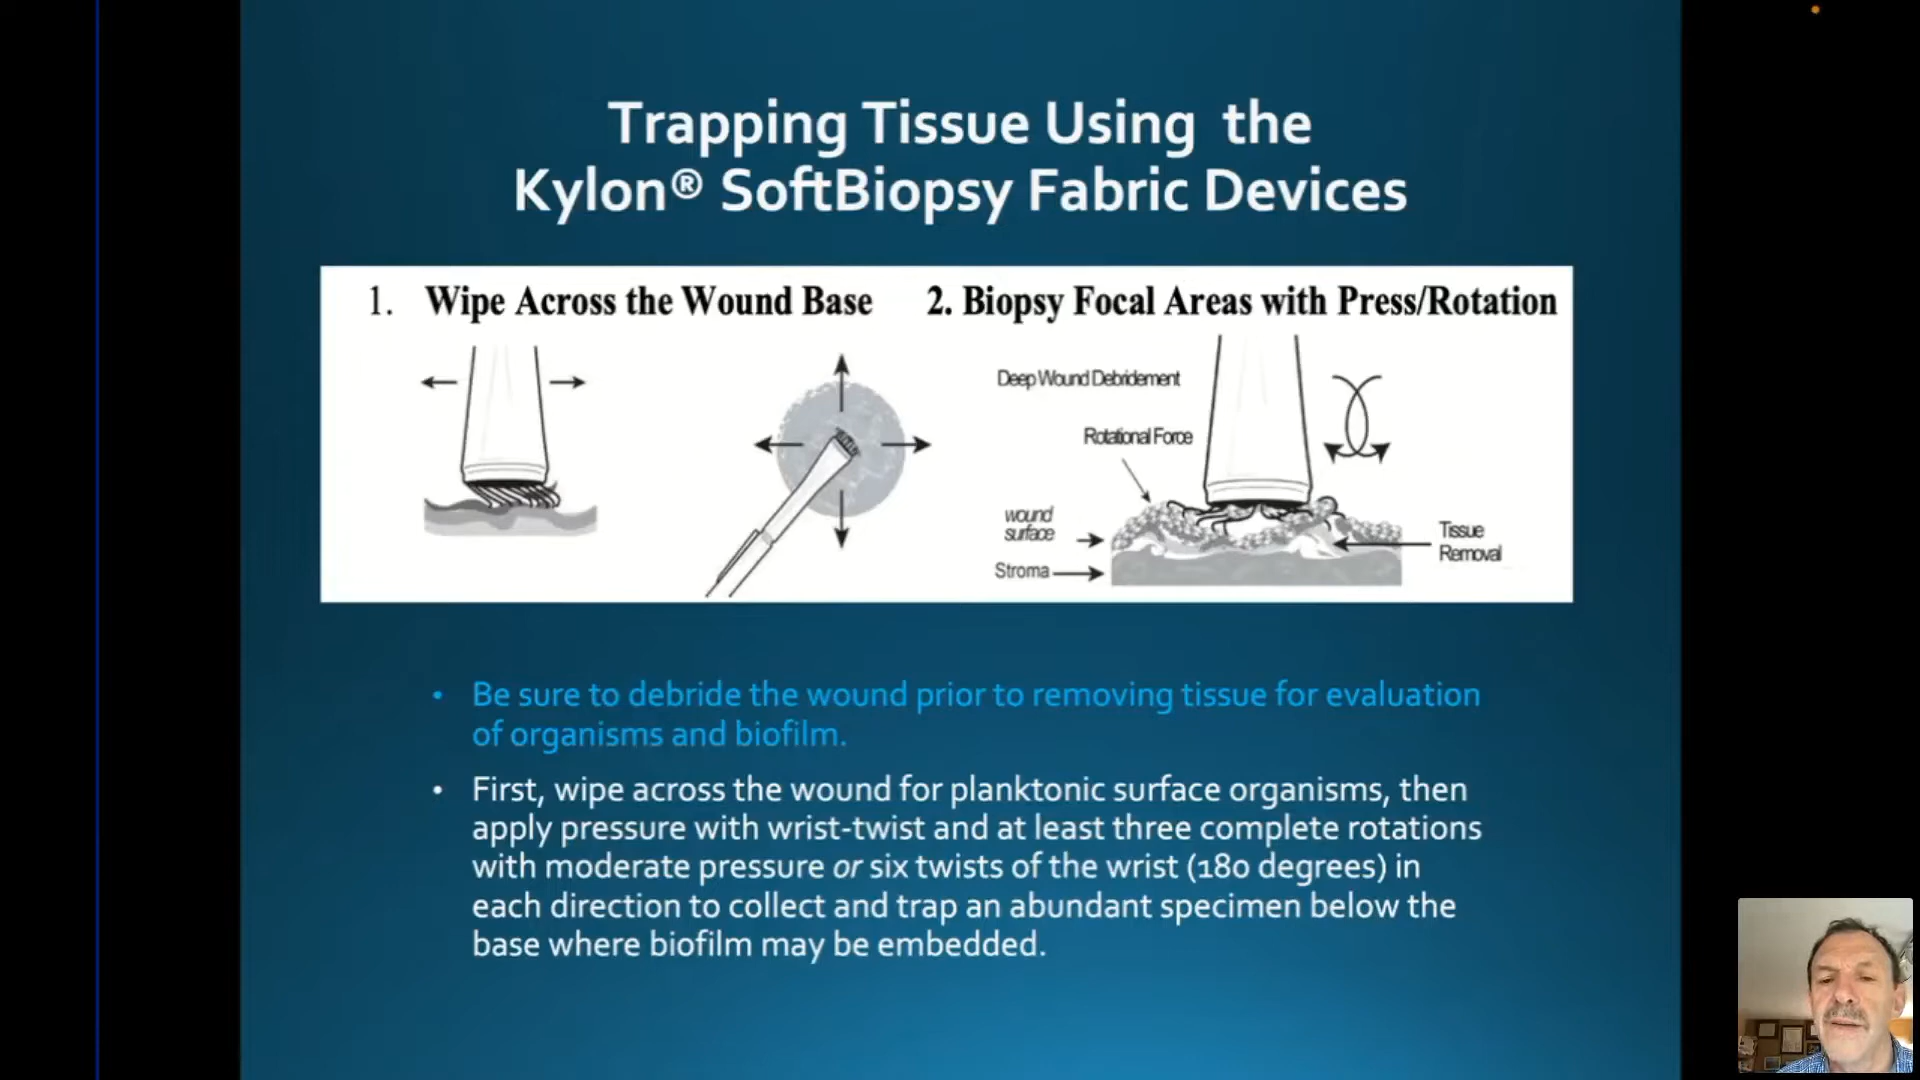 Trapping Tissue Using the
Kylon® SoftBiopsy Fabric Devices
1. Wipe Across the Wound Base
2. Biopsy Focal Areas with Press/Rotation
Deep Wound Debridement
Rotational Force
wound
surface
Stroma
Tissue
Removal
• Be sure to debride the wound prior to removing tissue for evaluation
of organisms and biofilm.
• First, wipe across the wound for planktonic surface organisms, then
apply pressure with wrist-twist and at least three complete rotations
with moderate pressure or six twists of the wrist (180 degrees) in
each direction to collect and trap an abundant specimen below the
base where biofilm may be embedded.